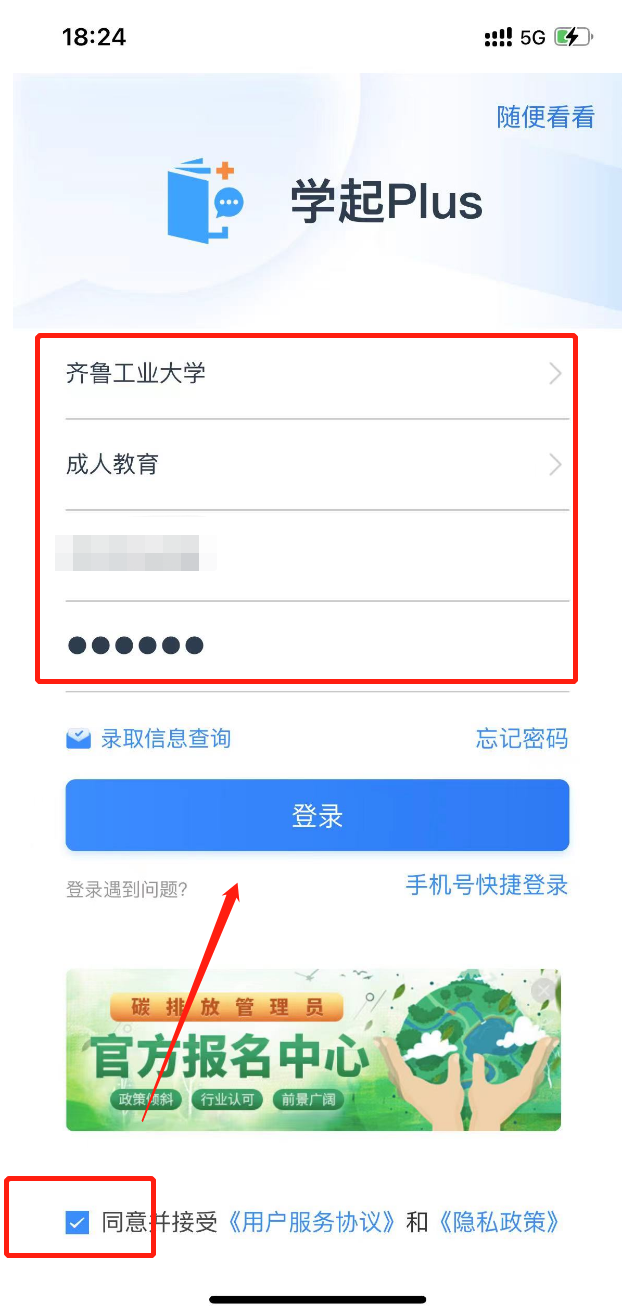 18:24
5G
随便看看
学起Plus
齐鲁工业大学
成人教育
录取信息查询
忘记密码
登录
登录遇到问题?
手机号快捷登录
碳排放管理员
官方报名中心
政策倾斜 行业认可 前景广阔
同意并接受《用户服务协议》和《隐私政策》